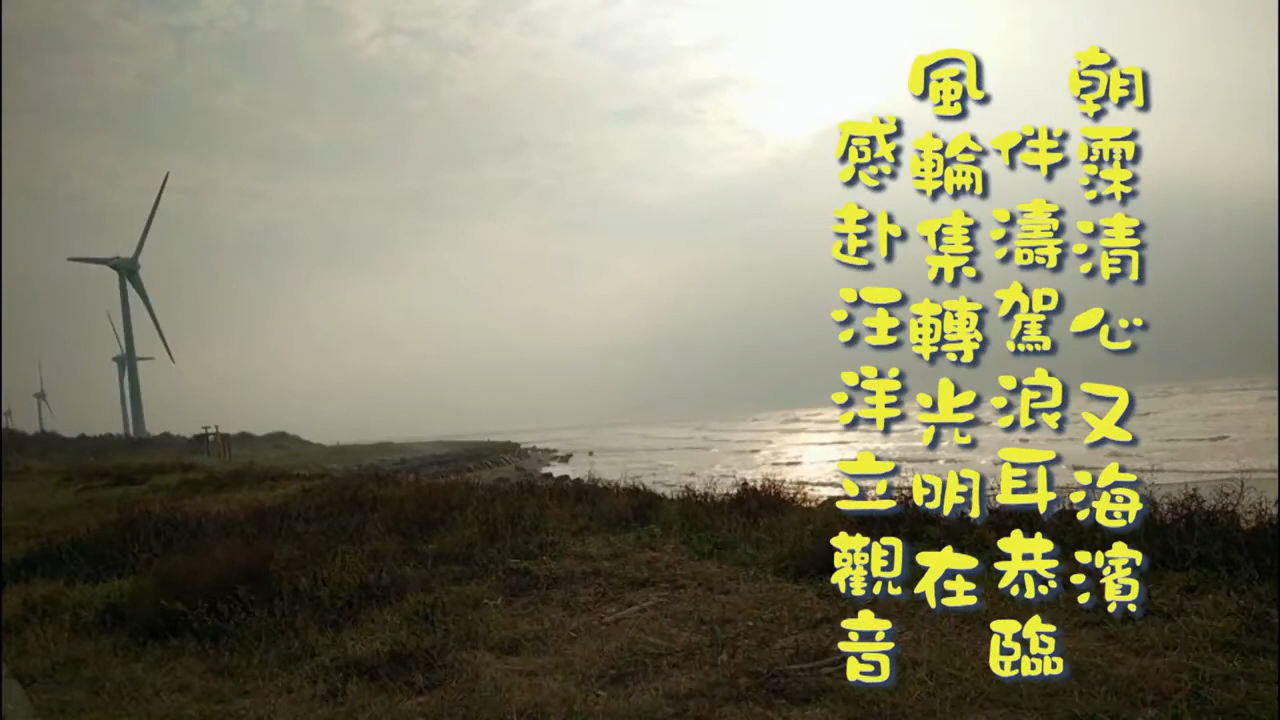 朝霂清心又海濱
伴濤駕浪耳恭臨
風輪集轉光明在
感赴汪洋立觀音